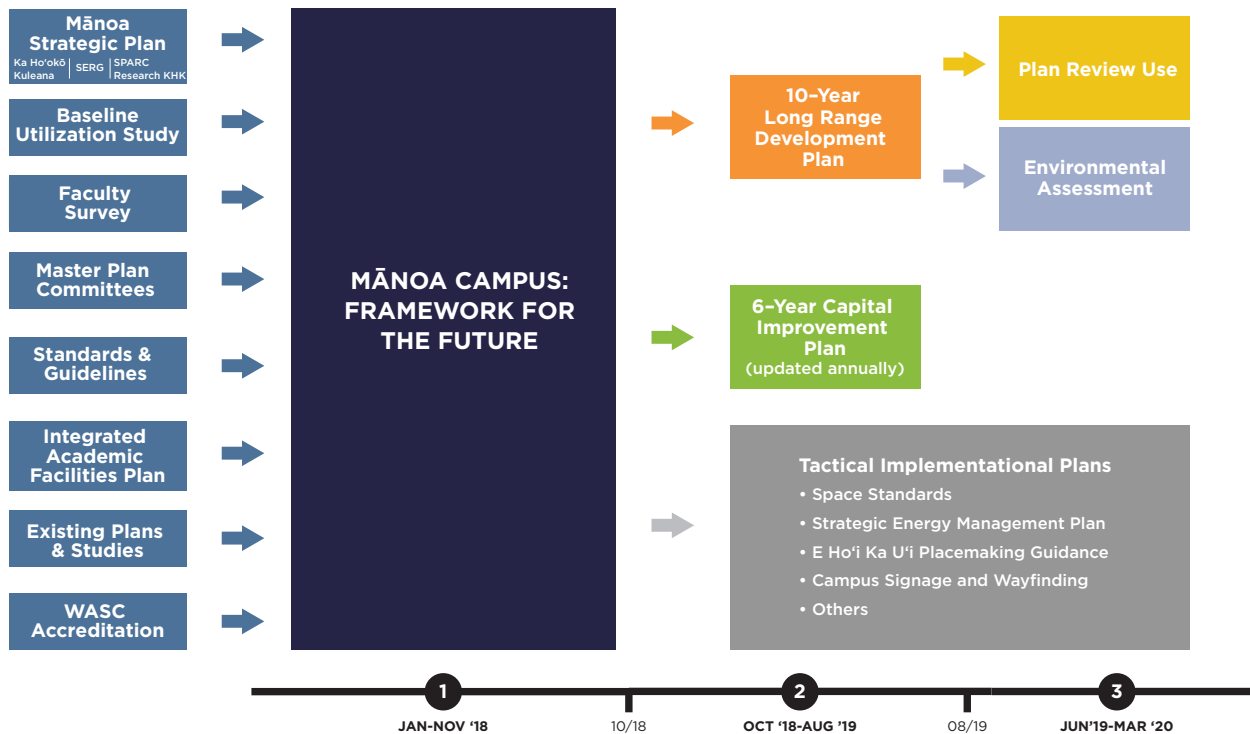 Mānoa
Strategic Plan
Ka Ho‘okō
Kuleana
SERG
SPARC
Research KHK
Baseline
Utilization Study
Faculty
Survey
Master Plan
Committees
Standards &
Guidelines
Integrated
Academic
Facilities Plan
Existing Plans
& Studies
WASC
Accreditation
MĀNOA CAMPUS:
FRAMEWORK FOR
THE FUTURE
10–Year
Long Range
Development
Plan
Plan Review Use
Environmental
Assessment
6–Year Capital
Improvement
Plan
(updated annually)
Tactical Implementational Plans
• Space Standards
• Strategic Energy Management Plan
• E Ho‘i Ka U‘i Placemaking Guidance
• Campus Signage and Wayfinding
• Others
1
2
3
JAN-NOV ‘18
10/18
OCT ‘18-AUG ’19
08/19
JUN’19-MAR ‘20